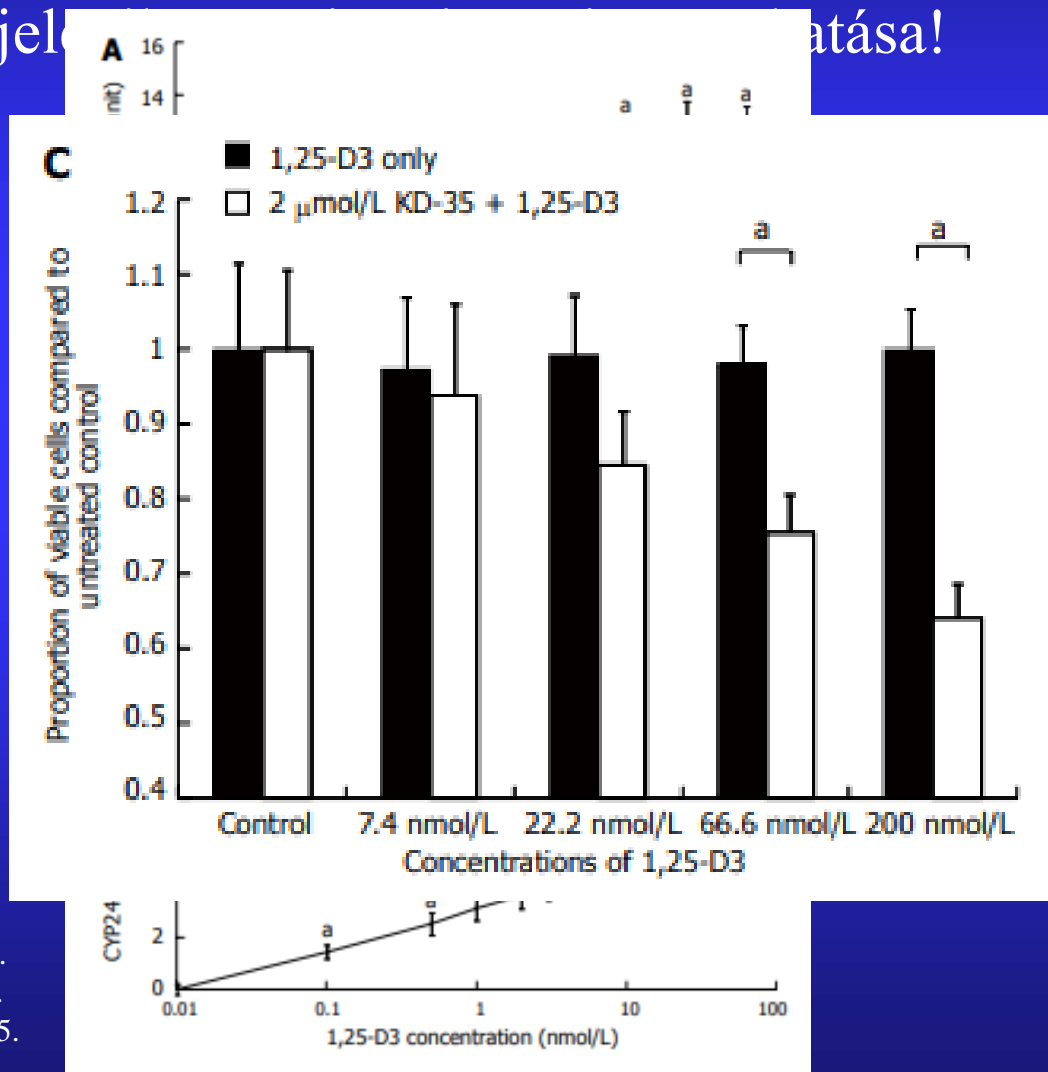 atása!
A
16
14
a a a
C
1,25-D3 only
2 μmol/L KD-35 + 1,25-D3
a a
1.2
1.1
1
0.9
0.8
0.7
0.6
0.5
0.4
Proportion of viable cells compared to
untreated control
Control 7.4 nmol/L 22.2 nmol/L 66.6 nmol/L 200 nmol/L
Concentrations of 1,25-D3
CYP24
a
2
0
0.01 0.1 1 10 100
1,25-D3 concentration (nmol/L)
5.